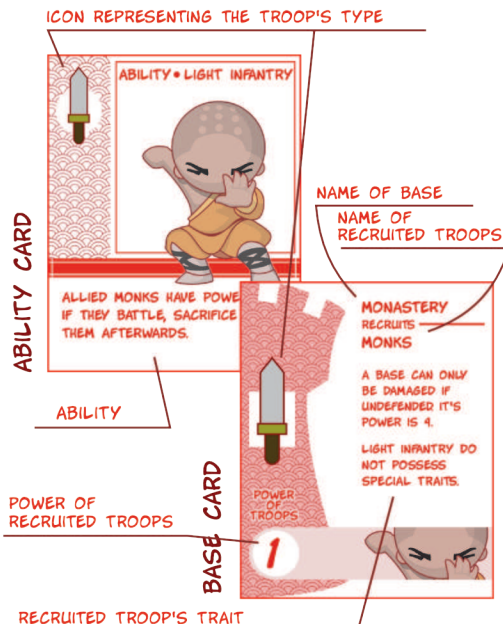 ICON REPRESENTING THE TROOP'S TYPE
ABILITY • LIGHT INFANTRY
ABILITY CARD
ALLIED MONKS HAVE POWE
IF THEY BATTLE, SACRIFICE
THEM AFTERWARDS.
ABILITY
NAME OF BASE
NAME OF
RECRUITED TROOPS
MONASTERY
RECRUITS
MONKS
A BASE CAN ONLY
BE DAMAGED IF
UNDEFENDER IT'S
POWER IS 4.
LIGHT INFANTRY DO
NOT POSSESS
SPECIAL TRAITS.
BASE CARD
POWER
OF
TROOPS
1
POWER OF
RECRUITED TROOPS
RECRUITED TROOP'S TRAIT